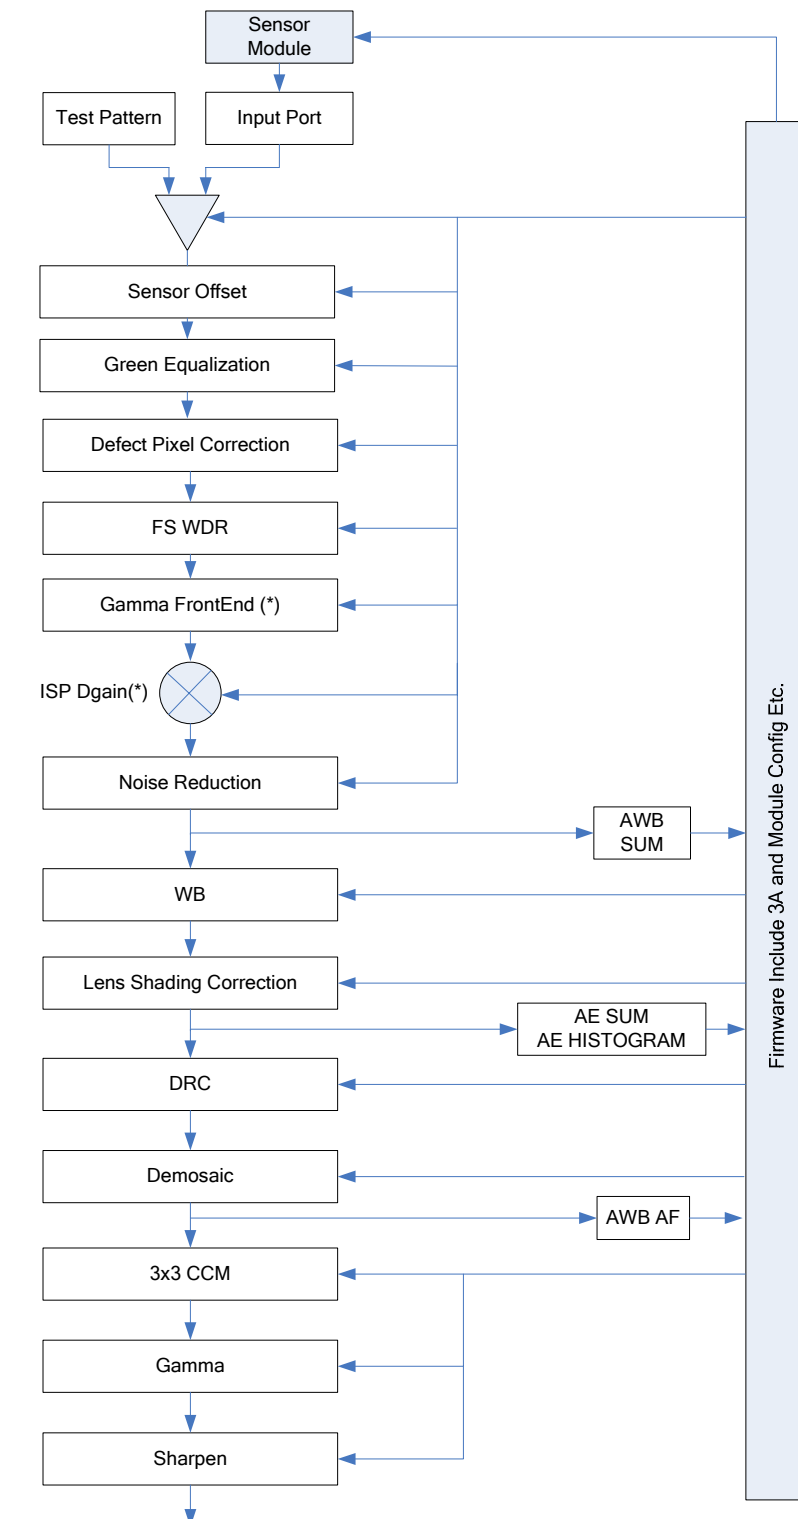 Sensor
Module
Test Pattern
Input Port
Sensor Offset
Green Equalization
Defect Pixel Correction
FS WDR
Gamma FrontEnd (*)
ISP Dgain(*)
Noise Reduction
AWB
SUM
WB
Lens Shading Correction
AE SUM
AE HISTOGRAM
DRC
Demosaic
AWB AF
3x3 CCM
Gamma
Sharpen
Firmware Include 3A and Module Config Etc.